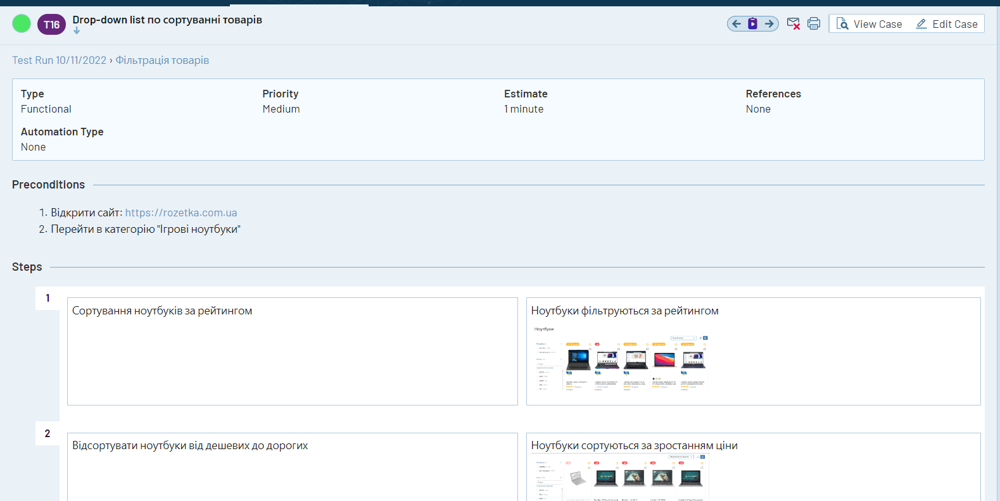 T16
Drop-down list по сортуванні товарів
View Case
Edit Case
Test Run 10/11/2022 › Фільтрація товарів
Type
Priority
Estimate
References
Functional
Medium
1 minute
None
Automation Type
None
Preconditions
1. Відкрити сайт: https://rozetka.com.ua
2. Перейти в категорію "Ігрові ноутбуки"
Steps
1
Сортування ноутбуків за рейтингом
Ноутбуки фільтруються за рейтингом
Ноутбуки
2
Відсортувати ноутбуки від дешевих до дорогих
Ноутбуки сортуються за зростанням ціни